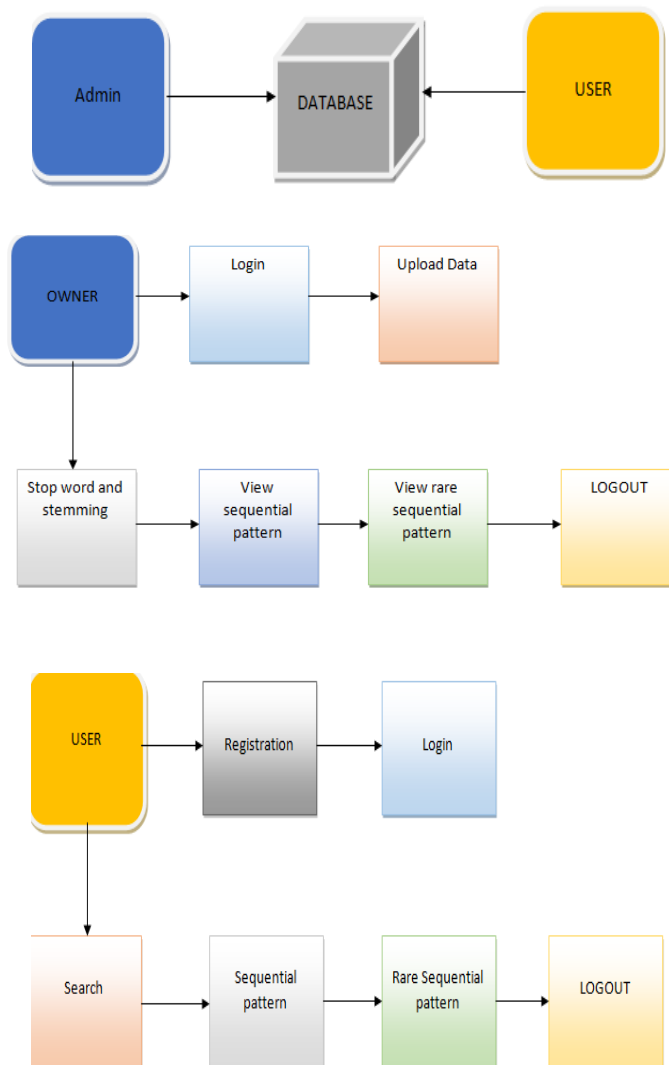 Admin
DATABASE
USER
OWNER
Login
Upload Data
Stop word and
stemming
View
sequential
pattern
View rare
sequential
pattern
LOGOUT
USER
Registration
Login
Search
Sequential
pattern
Rare Sequential
pattern
LOGOUT